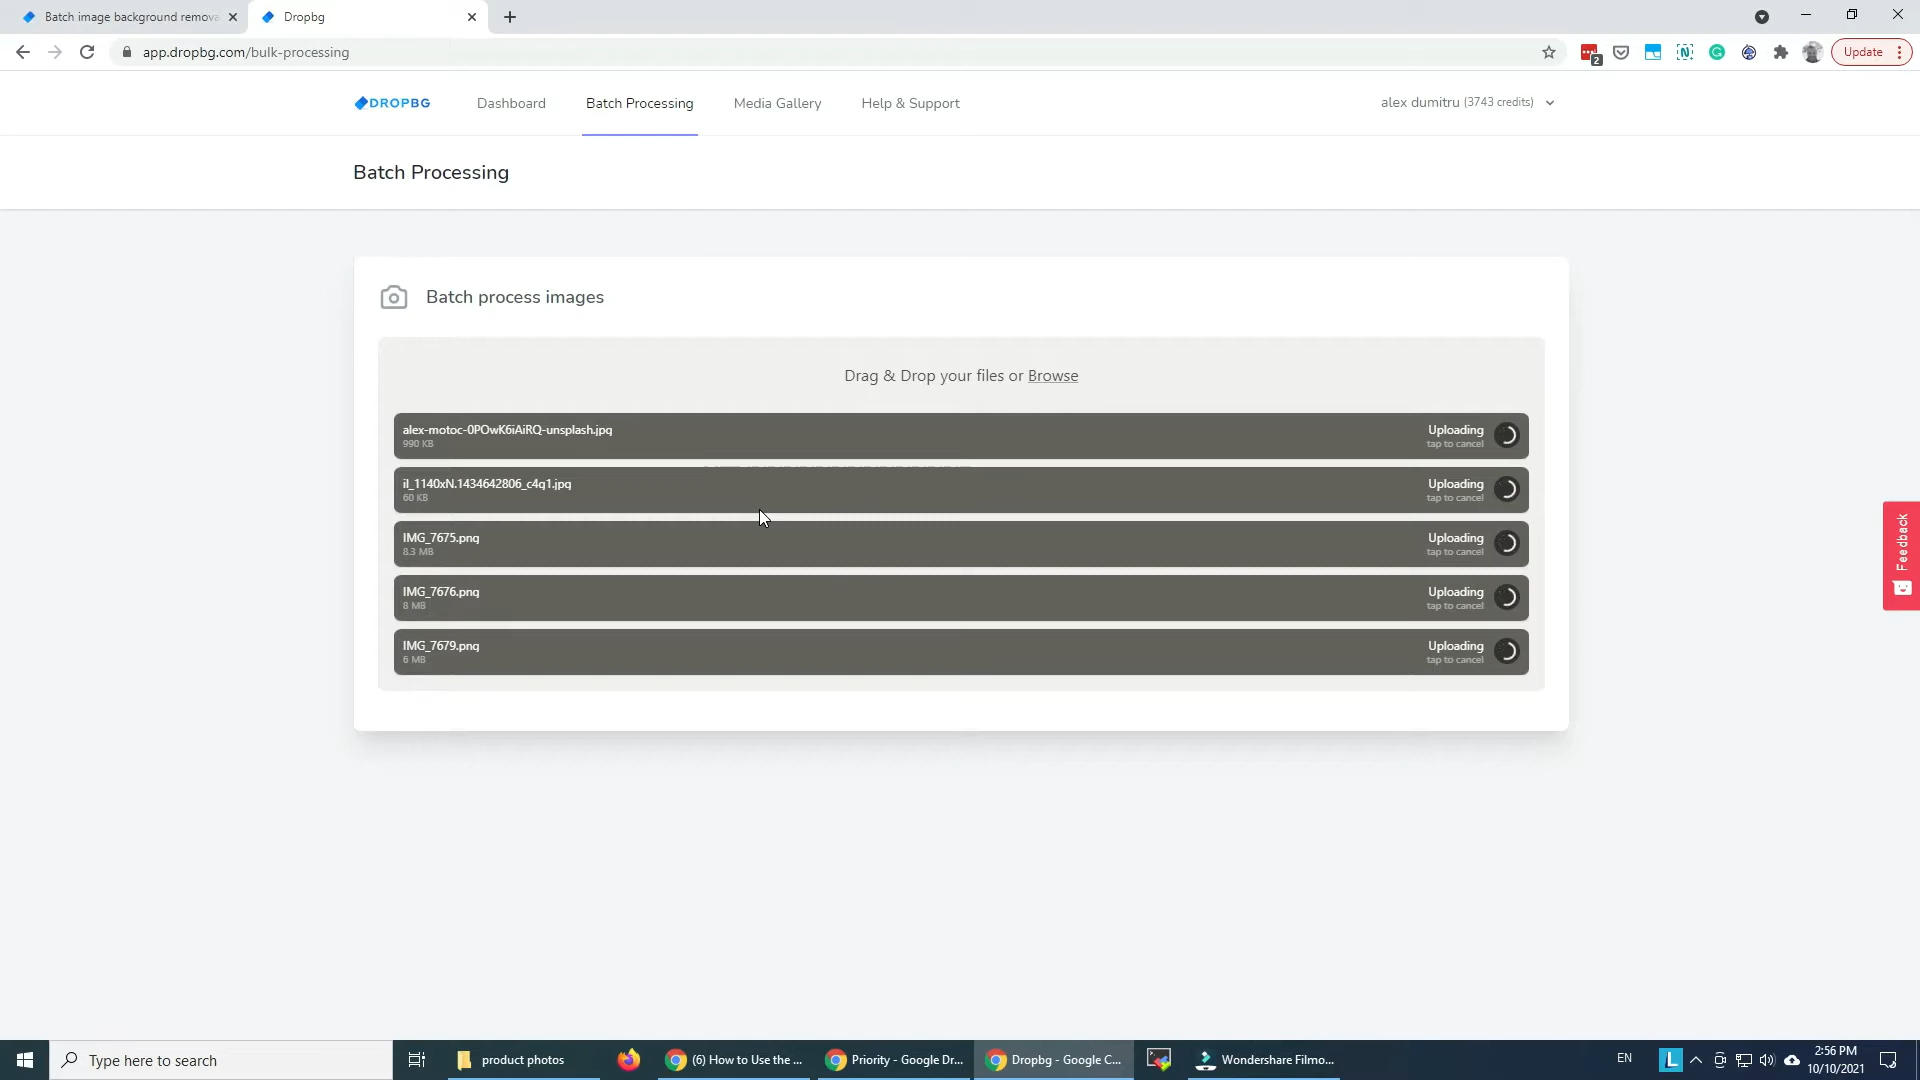 Batch image background remova
Dropbg
app.dropbg.com/bulk-processing
2
Update
DROPBG
Dashboard
Batch Processing
Media Gallery
Help & Support
alex dumitru (3743 credits)
Batch Processing
Batch process images
Drag & Drop your files or Browse
alex-motoc-0POwK6iAiRQ-unsplash.jpg
990 KB
Uploading
tap to cancel
il_1140xN.1434642806_c4q1.jpg
60 KB
Uploading
tap to cancel
IMG_7675.png
8.3 MB
Uploading
tap to cancel
IMG_7676.png
8 MB
Uploading
tap to cancel
IMG_7679.png
6 MB
Uploading
tap to cancel
Feedback
Type here to search
product photos
(6) How to Use the ...
Priority - Google Dr...
Dropbg - Google C...
Wondershare Filmo...
EN
L
2:56 PM
10/10/2021